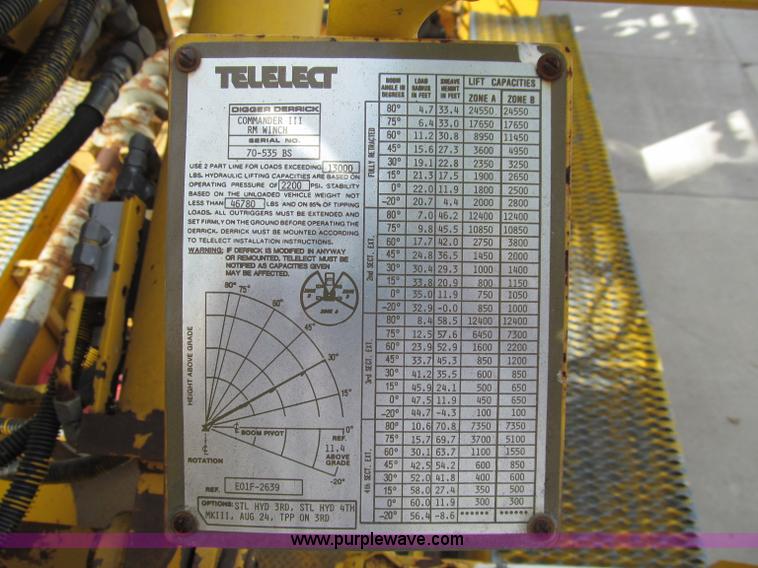 TELELECT
DIGGER DERRICK
COMMANDER III
RM WINCH
SERIAL NO.
70-535 BS
USE 2 PART LINE FOR LOADS EXCEEDING 13000
LBS. HYDRAULIC LIFTING CAPACITIES ARE BASED ON
OPERATING PRESSURE OF 2200 PSI. STABILITY
BASED ON THE UNLOADED VEHICLE WEIGHT NOT
LESS THAN 46780 LBS AND ON 85% OF TIPPING
LOADS. ALL OUTRIGGERS MUST BE EXTENDED AND
SET FIRMLY ON THE GROUND BEFORE OPERATING THE
DERRICK. DERRICK MUST BE MOUNTED ACCORDING
TO TELELECT INSTALLATION INSTRUCTIONS.
WARNING: IF DERRICK IS MODIFIED IN ANYWAY
OR REMOUNTED, TELELECT MUST BE
NOTIFIED AS CAPACITIES GIVEN
MAY BE AFFECTED.
ZONE A
80° 75° 60° 45° 30° 15° 0° -20°
HEIGHT ABOVE GRADE
BOOM PIVOT
REF.
11.4
ABOVE
GRADE
℄
ROTATION
REF. E01F-2639
OPTIONS: STL HYD 3RD, STL HYD 4TH
MKIII, AUG 24, TPP ON 3RD
BOOM ANGLE IN DEGREES LOAD RADIUS IN FEET SHEAVE HEIGHT IN FEET LIFT CAPACITIES
ZONE A ZONE B
FULLY RETRACTED
80° 4.7 33.4 24550 24550
75° 6.4 33.0 17650 17650
60° 11.2 30.8 8950 11450
45° 15.6 27.3 3600 4950
30° 19.1 22.8 2350 3250
15° 21.3 17.5 1900 2650
0° 22.0 11.9 1800 2500
-20° 20.7 4.4 2000 2800
2nd SECT. EXT.
80° 7.0 46.2 12400 12400
75° 9.8 45.5 10850 10850
60° 17.7 42.0 2750 3800
45° 24.8 36.5 1450 2000
30° 30.4 29.3 1000 1400
15° 33.8 20.9 800 1150
0° 35.0 11.9 750 1050
-20° 32.9 -0.0 850 1000
3rd SECT. EXT.
80° 8.4 58.5 12400 12400
75° 12.5 57.6 6450 7300
60° 23.9 52.9 1600 2200
45° 33.7 45.3 850 1200
30° 41.2 35.5 600 850
15° 45.9 24.1 500 650
0° 47.5 11.9 450 650
-20° 44.7 -4.3 100 100
4th SECT. EXT.
80° 10.6 70.8 7350 7350
75° 15.7 69.7 3700 5100
60° 30.1 63.7 1100 1550
45° 42.5 54.2 600 850
30° 52.0 41.8 400 600
15° 58.0 27.4 350 500
0° 60.0 11.9 300 300
-20° 56.4 -8.6 ****** ******
www.purplewave.com